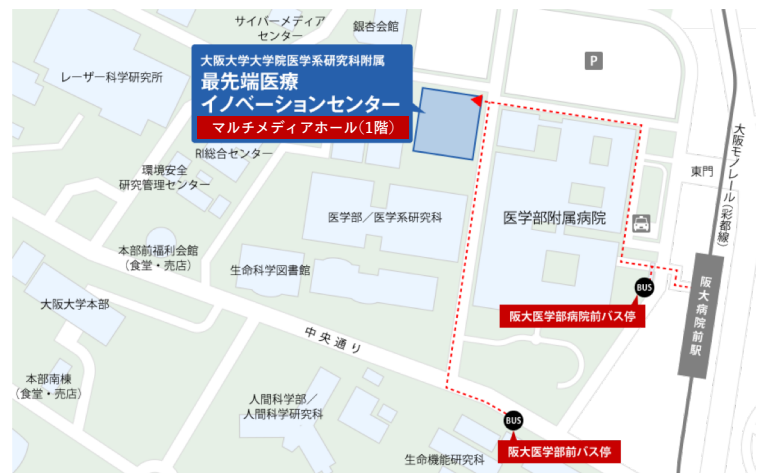 サイバーメディア
センター
銀杏会館
大阪大学大学院医学系研究科附属
最先端医療
イノベーションセンター
マルチメディアホール(1階)
P
レーザー科学研究所
RI総合センター
環境安全
研究管理センター
大阪モノレール(彩都線)
東門
医学部/医学系研究科
医学部附属病院
本部前福利会館
(食堂・売店)
生命科学図書館
BUS
阪大医学部病院前バス停
阪大病院前駅
大阪大学本部
中央通り
本部南棟
(食堂・売店)
人間科学部/
人間科学研究科
BUS
阪大医学部前バス停
生命機能研究科